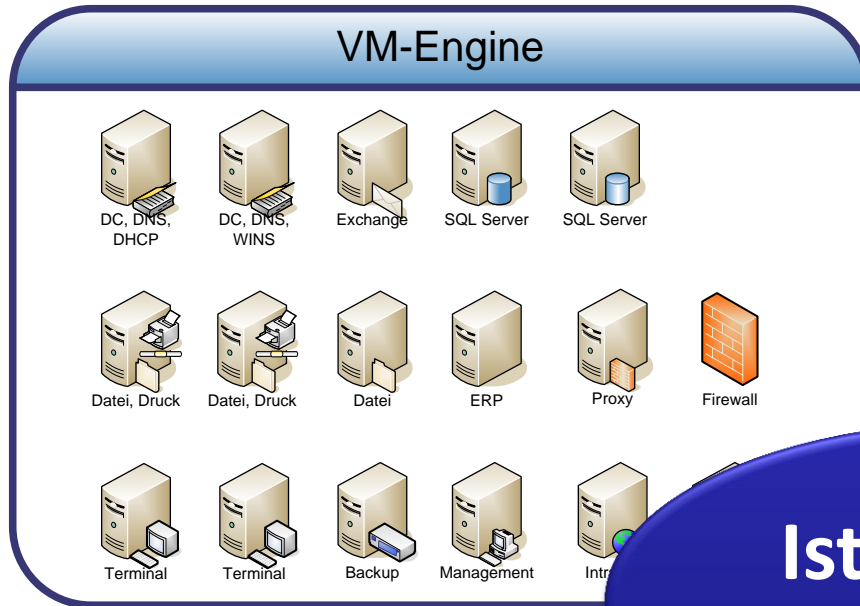 VM-Engine
DC, DNS,
DHCP
DC, DNS,
WINS
Exchange
SQL Server
SQL Server
Datei, Druck
Datei, Druck
Datei
ERP
Proxy
Firewall
Terminal
Terminal
Backup
Management
Ist